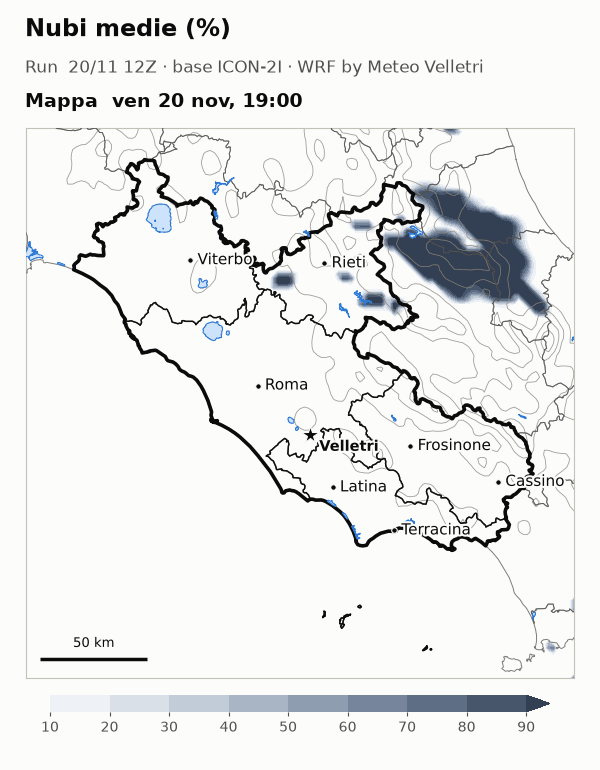 Nubi medie (%)
Run  20/11 12Z · base ICON-2I · WRF by Meteo Velletri
Mappa  ven 20 nov, 19:00
Viterbo
Rieti
Roma
Velletri
Frosinone
Latina
Cassino
Terracina
50 km
10 20 30 40 50 60 70 80 90